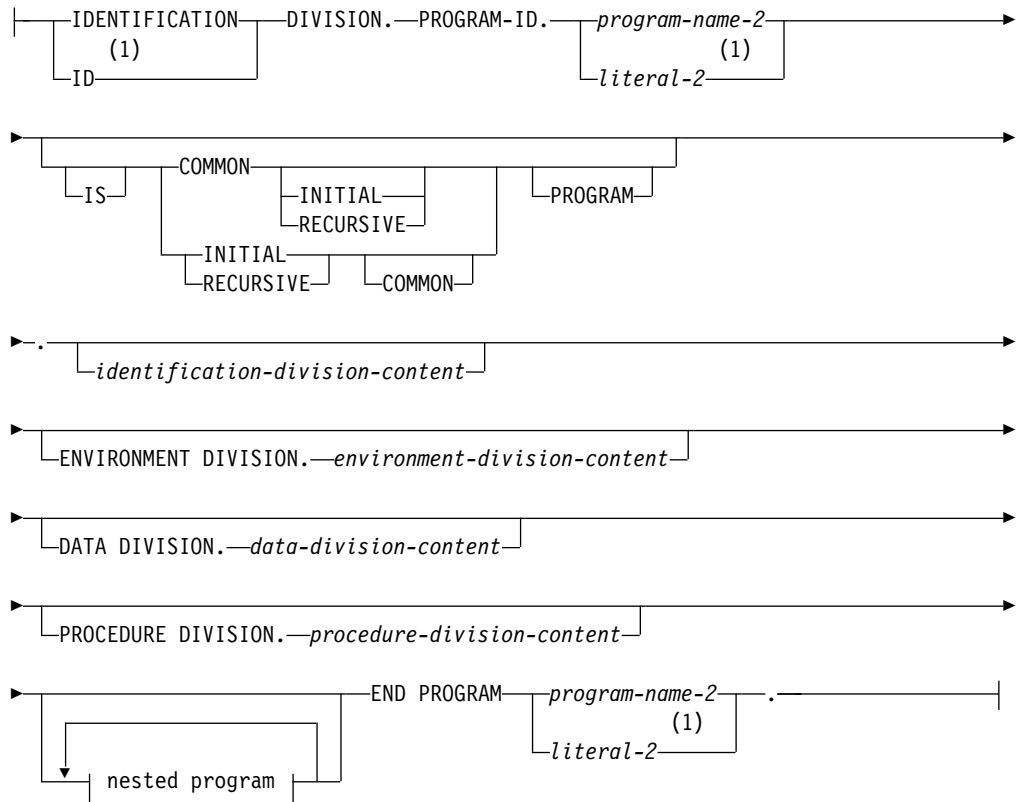 IDENTIFICATION DIVISION. PROGRAM-ID. program-name-2
(1) (1)
ID literal-2
COMMON
IS INITIAL PROGRAM
RECURSIVE
INITIAL
RECURSIVE COMMON
.
identification-division-content
ENVIRONMENT DIVISION. environment-division-content
DATA DIVISION. data-division-content
PROCEDURE DIVISION. procedure-division-content
END PROGRAM program-name-2 .
(1)
literal-2
nested program